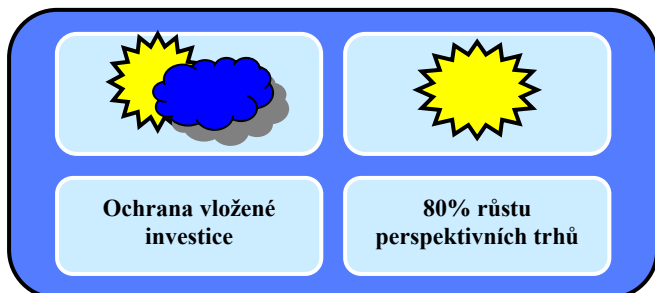 Ochrana vložené
investice
80% růstu
perspektivních trhů